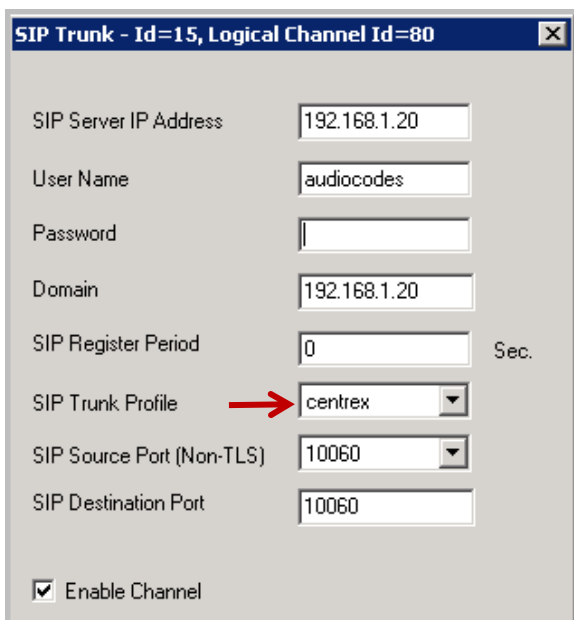 SIP Trunk - Id=15, Logical Channel Id=80
SIP Server IP Address 192.168.1.20
User Name audiocodes
Password
Domain 192.168.1.20
SIP Register Period 0 Sec.
SIP Trunk Profile centrex
SIP Source Port (Non-TLS) 10060
SIP Destination Port 10060
Enable Channel